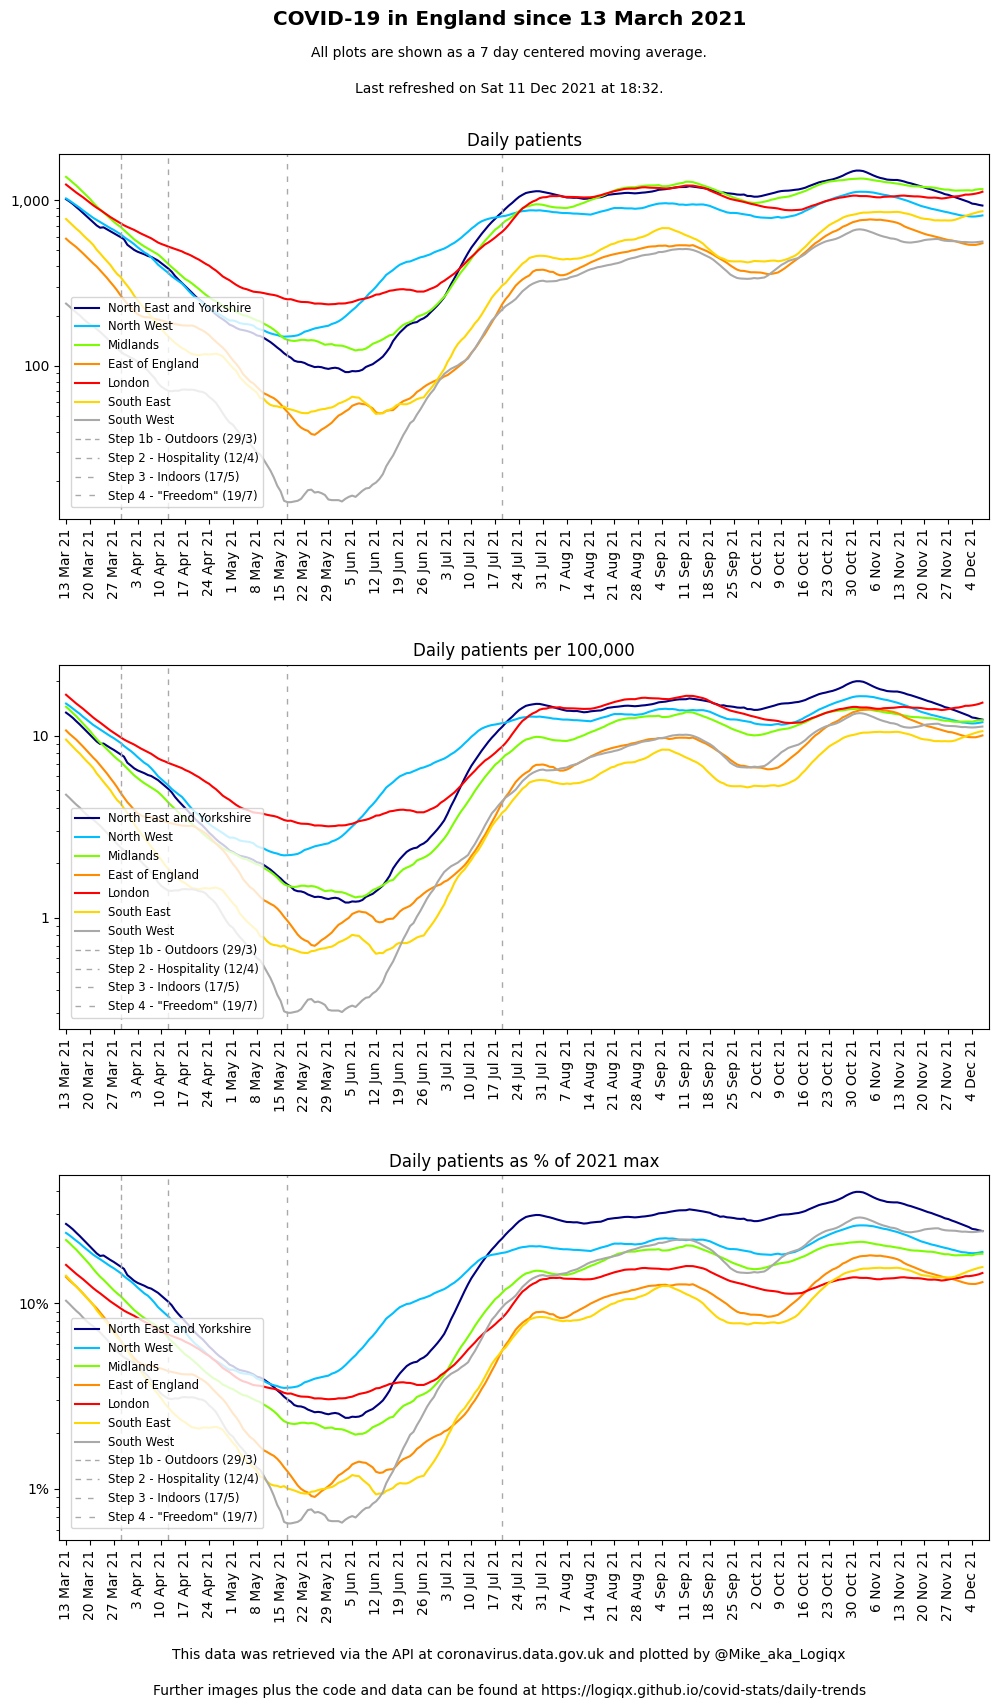 COVID-19 in England since 13 March 2021
All plots are shown as a 7 day centered moving average.
Last refreshed on Sat 11 Dec 2021 at 18:32.
Daily patients
1,000
100
North East and Yorkshire
North West
Midlands
East of England
London
South East
South West
Step 1b - Outdoors (29/3)
Step 2 - Hospitality (12/4)
Step 3 - Indoors (17/5)
Step 4 - "Freedom" (19/7)
13 Mar 21
20 Mar 21
27 Mar 21
3 Apr 21
10 Apr 21
17 Apr 21
24 Apr 21
1 May 21
8 May 21
15 May 21
22 May 21
29 May 21
5 Jun 21
12 Jun 21
19 Jun 21
26 Jun 21
3 Jul 21
10 Jul 21
17 Jul 21
24 Jul 21
31 Jul 21
7 Aug 21
14 Aug 21
21 Aug 21
28 Aug 21
4 Sep 21
11 Sep 21
18 Sep 21
25 Sep 21
2 Oct 21
9 Oct 21
16 Oct 21
23 Oct 21
30 Oct 21
6 Nov 21
13 Nov 21
20 Nov 21
27 Nov 21
4 Dec 21
Daily patients per 100,000
10
1
North East and Yorkshire
North West
Midlands
East of England
London
South East
South West
Step 1b - Outdoors (29/3)
Step 2 - Hospitality (12/4)
Step 3 - Indoors (17/5)
Step 4 - "Freedom" (19/7)
13 Mar 21
20 Mar 21
27 Mar 21
3 Apr 21
10 Apr 21
17 Apr 21
24 Apr 21
1 May 21
8 May 21
15 May 21
22 May 21
29 May 21
5 Jun 21
12 Jun 21
19 Jun 21
26 Jun 21
3 Jul 21
10 Jul 21
17 Jul 21
24 Jul 21
31 Jul 21
7 Aug 21
14 Aug 21
21 Aug 21
28 Aug 21
4 Sep 21
11 Sep 21
18 Sep 21
25 Sep 21
2 Oct 21
9 Oct 21
16 Oct 21
23 Oct 21
30 Oct 21
6 Nov 21
13 Nov 21
20 Nov 21
27 Nov 21
4 Dec 21
Daily patients as % of 2021 max
10%
1%
North East and Yorkshire
North West
Midlands
East of England
London
South East
South West
Step 1b - Outdoors (29/3)
Step 2 - Hospitality (12/4)
Step 3 - Indoors (17/5)
Step 4 - "Freedom" (19/7)
13 Mar 21
20 Mar 21
27 Mar 21
3 Apr 21
10 Apr 21
17 Apr 21
24 Apr 21
1 May 21
8 May 21
15 May 21
22 May 21
29 May 21
5 Jun 21
12 Jun 21
19 Jun 21
26 Jun 21
3 Jul 21
10 Jul 21
17 Jul 21
24 Jul 21
31 Jul 21
7 Aug 21
14 Aug 21
21 Aug 21
28 Aug 21
4 Sep 21
11 Sep 21
18 Sep 21
25 Sep 21
2 Oct 21
9 Oct 21
16 Oct 21
23 Oct 21
30 Oct 21
6 Nov 21
13 Nov 21
20 Nov 21
27 Nov 21
4 Dec 21
This data was retrieved via the API at coronavirus.data.gov.uk and plotted by @Mike_aka_Logiqx
Further images plus the code and data can be found at https://logiqx.github.io/covid-stats/daily-trends